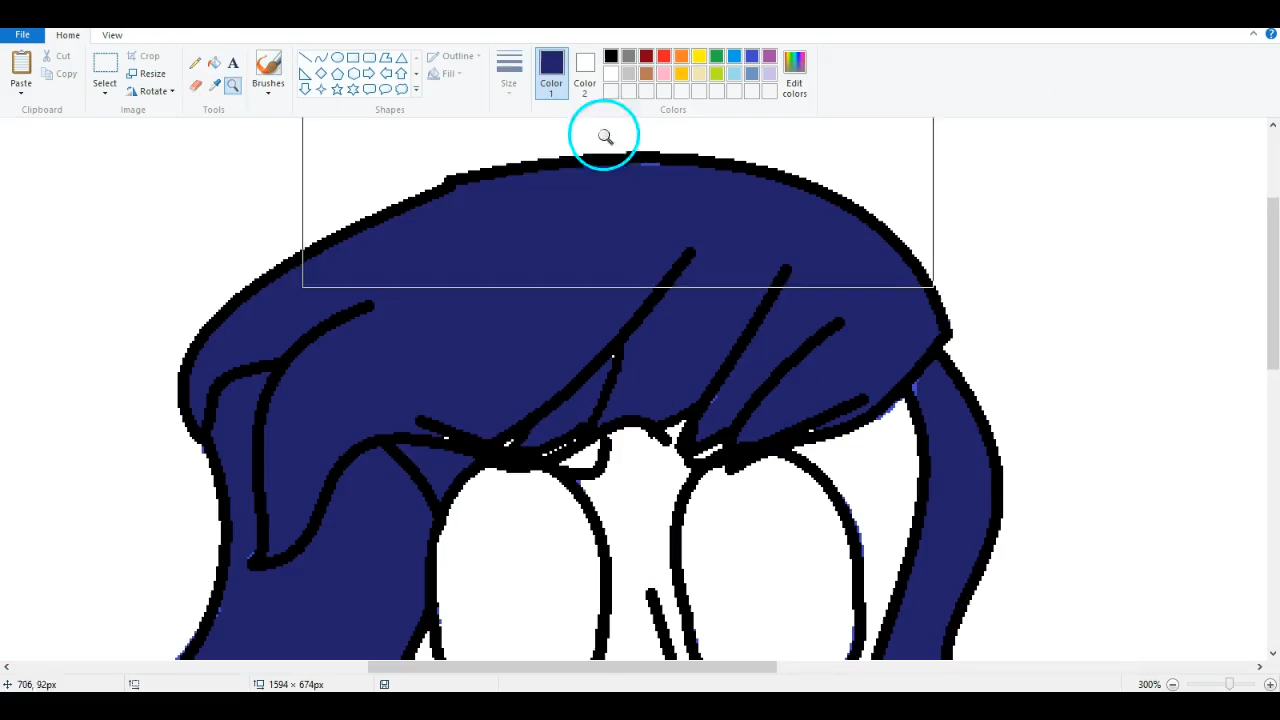 File Home View
Paste Cut Copy Clipboard
Select Crop Resize Rotate Image
A Tools
Brushes
Shapes Outline Fill
Size
Color 1 Color 2 Edit colors Colors
706, 92px 1594 × 674px 300%